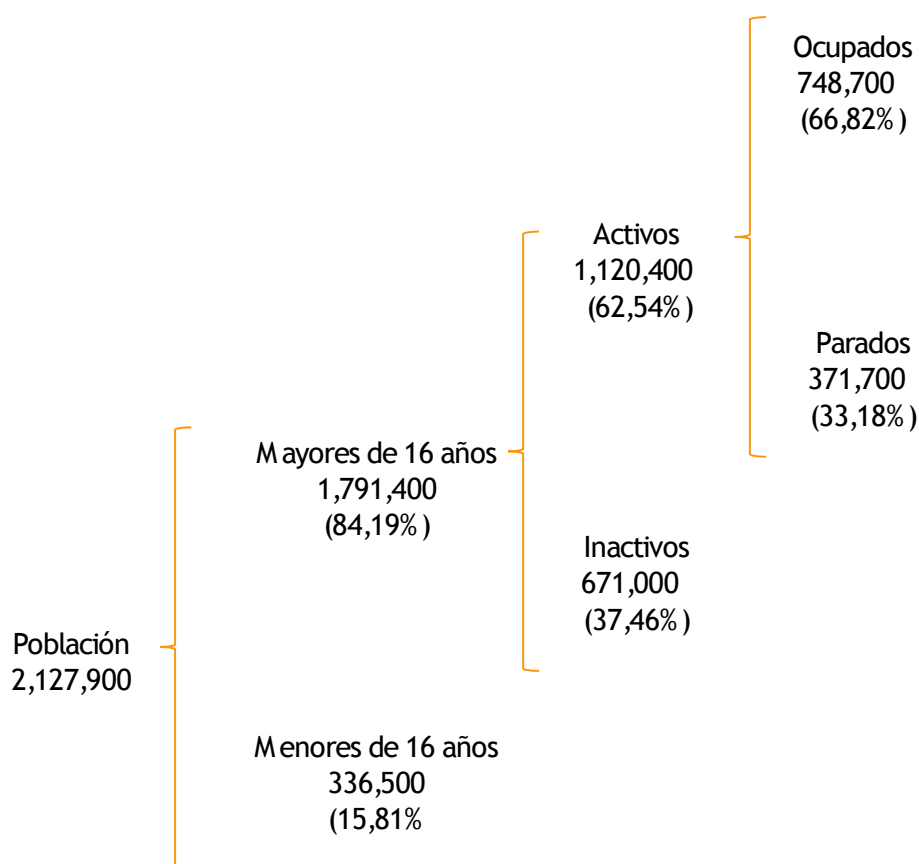 Poblacíon
2,127,900
Mayores de 16 años
1,791,400
(84,19%)
Menores de 16 años
336,500
(15,81%
Activos
1,120,400
(62,54%)
Inactivos
671,000
(37,46%)
Ocupados
748,700
(66,82%)
Parados
371,700
(33,18%)